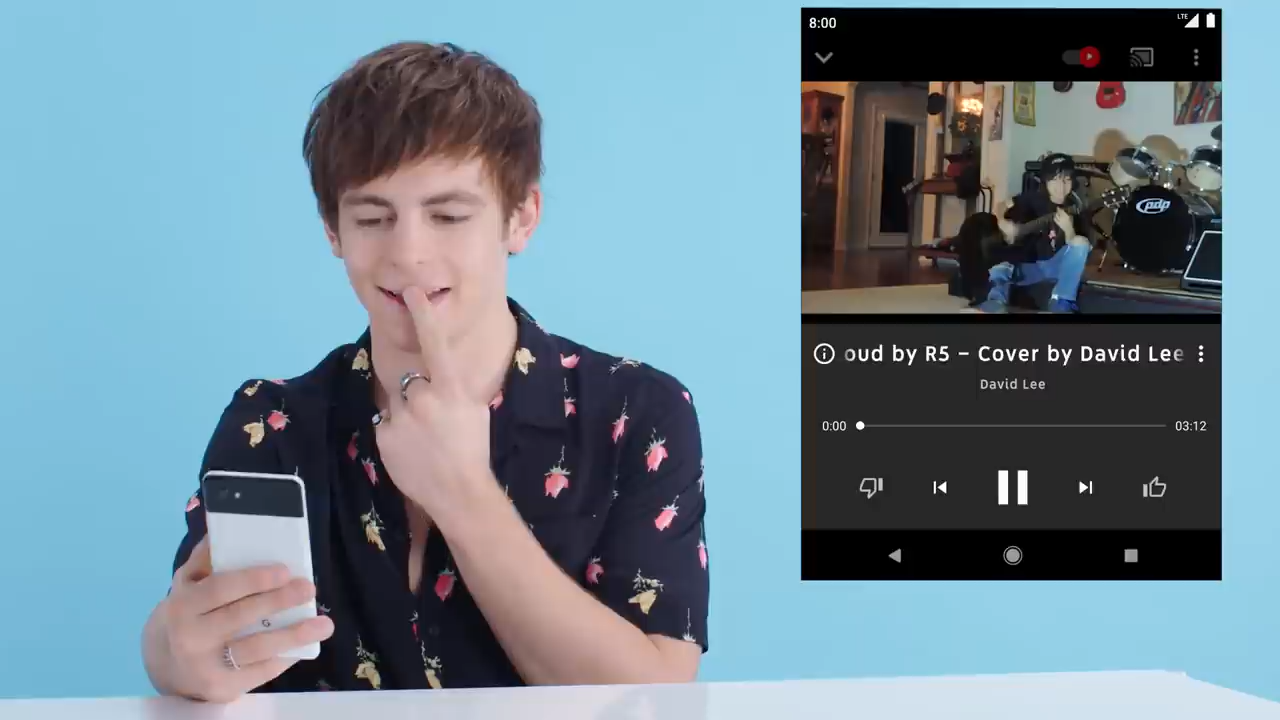 8:00
LTE
pdp
oud by R5 – Cover by David Lee
David Lee
0:00
03:12
G